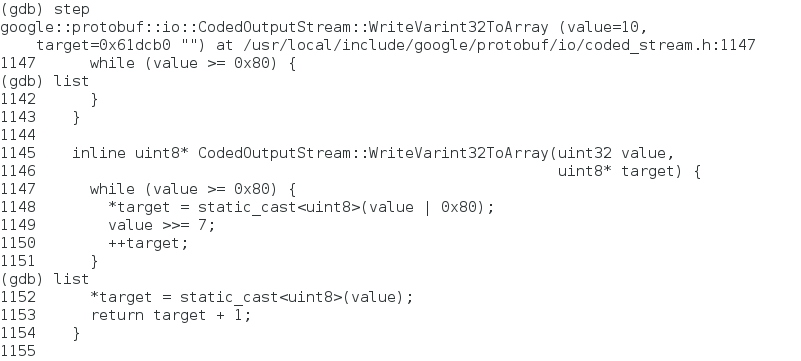 (gdb) step
google::protobuf::io::CodedOutputStream::WriteVarint32ToArray (value=10,
    target=0x61dcb0 "") at /usr/local/include/google/protobuf/io/coded_stream.h:1147
1147      while (value >= 0x80) {
(gdb) list
1142      }
1143    }
1144
1145    inline uint8* CodedOutputStream::WriteVarint32ToArray(uint32 value,
1146                                                          uint8* target) {
1147      while (value >= 0x80) {
1148        *target = static_cast<uint8>(value | 0x80);
1149        value >>= 7;
1150        ++target;
1151      }
(gdb) list
1152      *target = static_cast<uint8>(value);
1153      return target + 1;
1154    }
1155